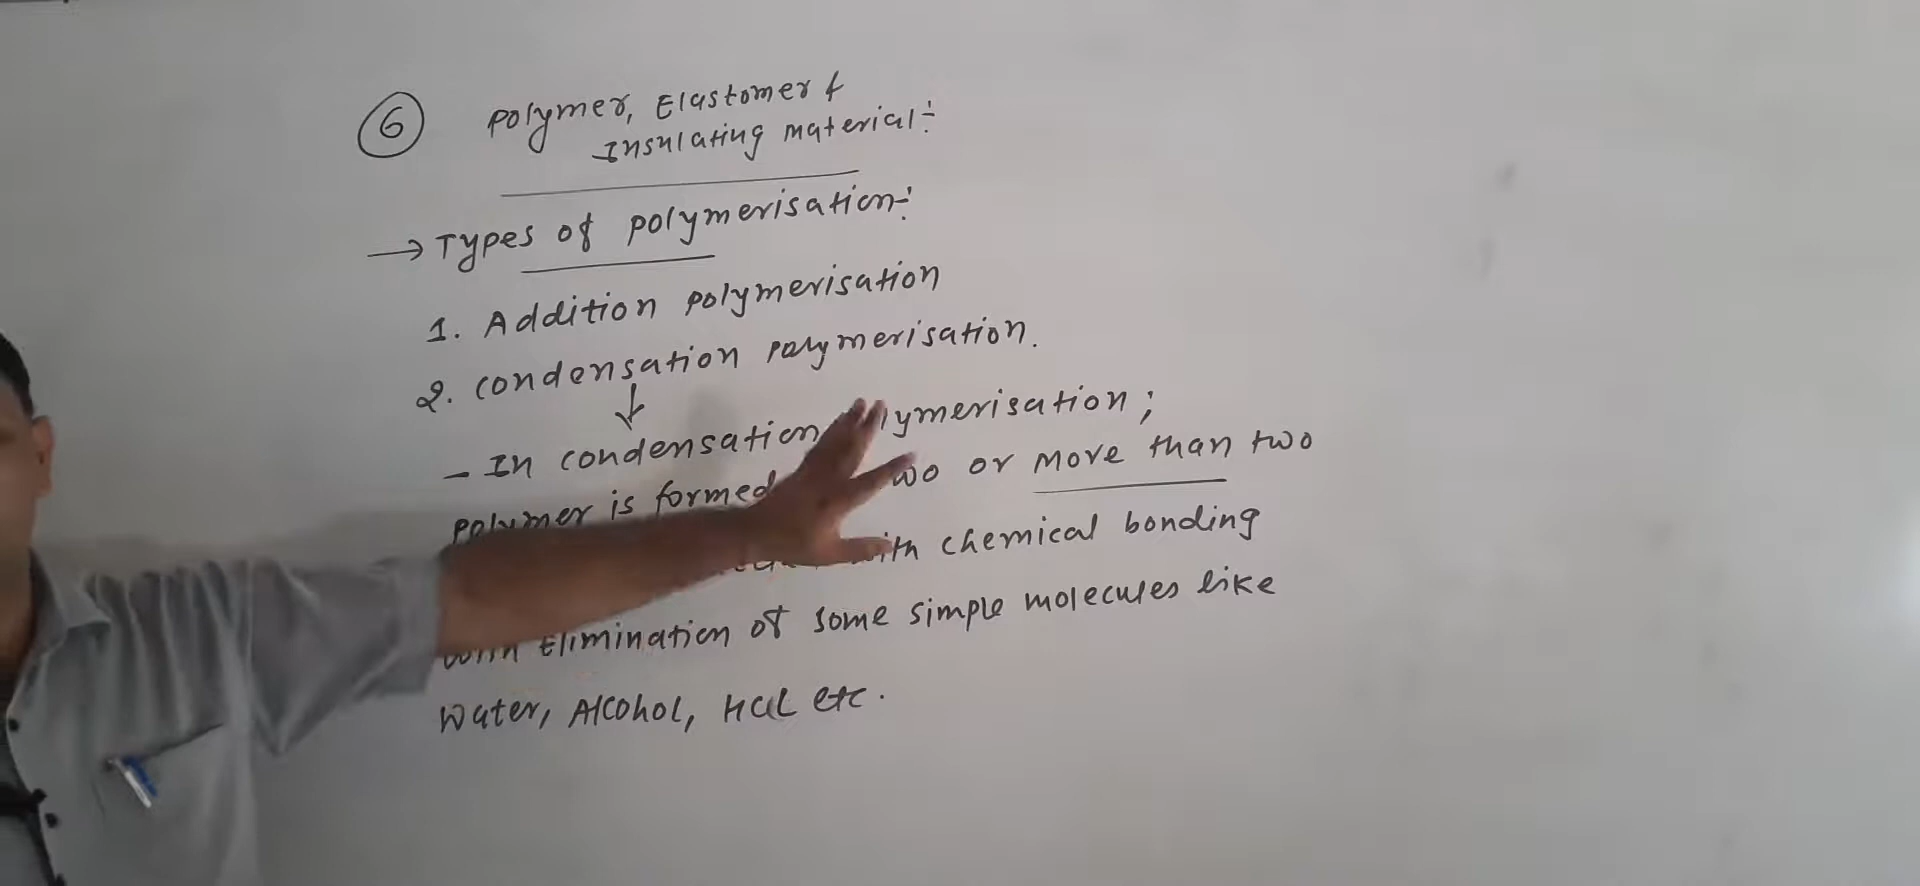 6 Polymer, Elastomer &
Insulating material:-
→ Types of polymerisation:-
1. Addition polymerisation
2. condensation polymerisation.
↓
- In condensation polymerisation;
polymer is formed two or more than two
with chemical bonding
with Elimination of some simple molecules like
Water, Alcohol, HCl etc.